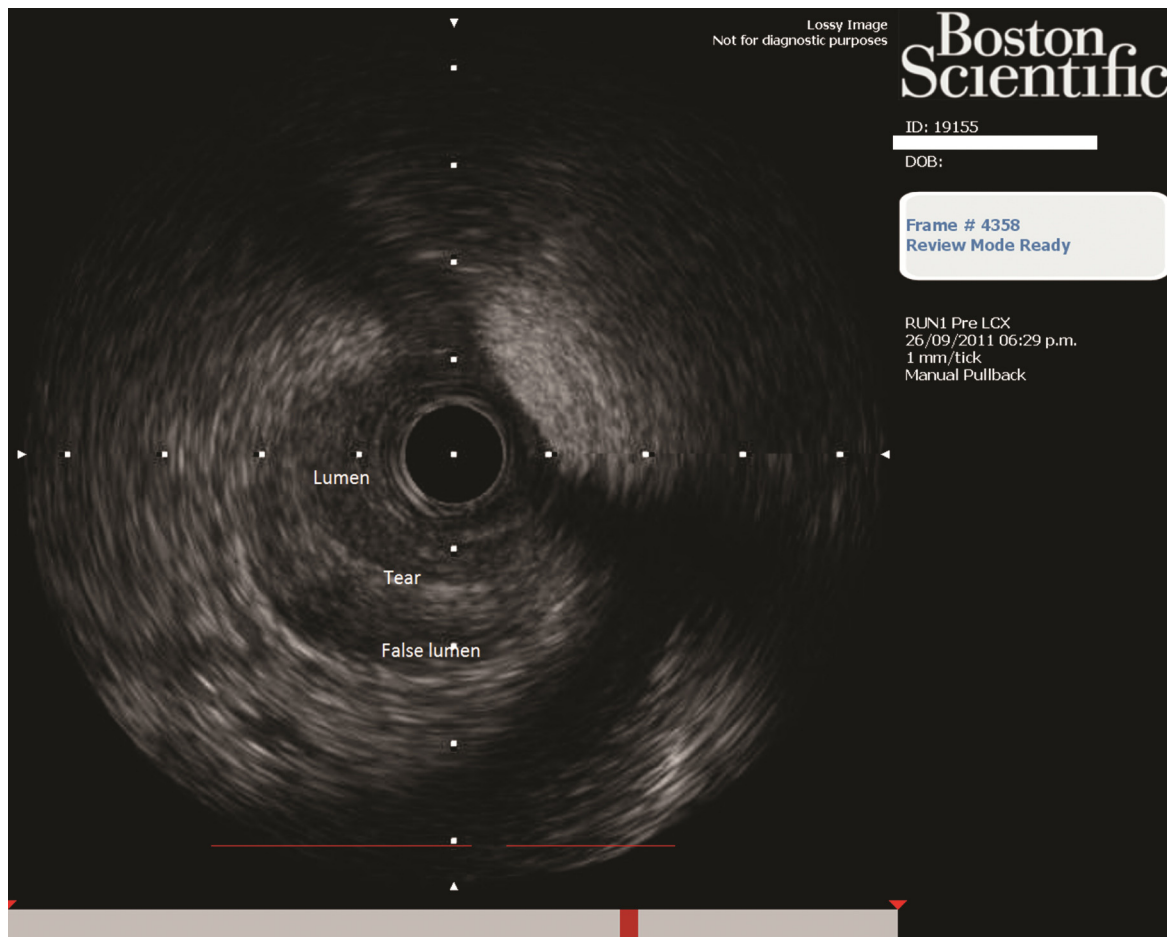 Lossy Image
Not for diagnostic purposes
Boston
Scientific
ID: 19155
DOB:
Frame # 4358
Review Mode Ready
RUN1 Pre LCX
26/09/2011 06:29 p.m.
1 mm/tick
Manual Pullback
Lumen
Tear
False lumen